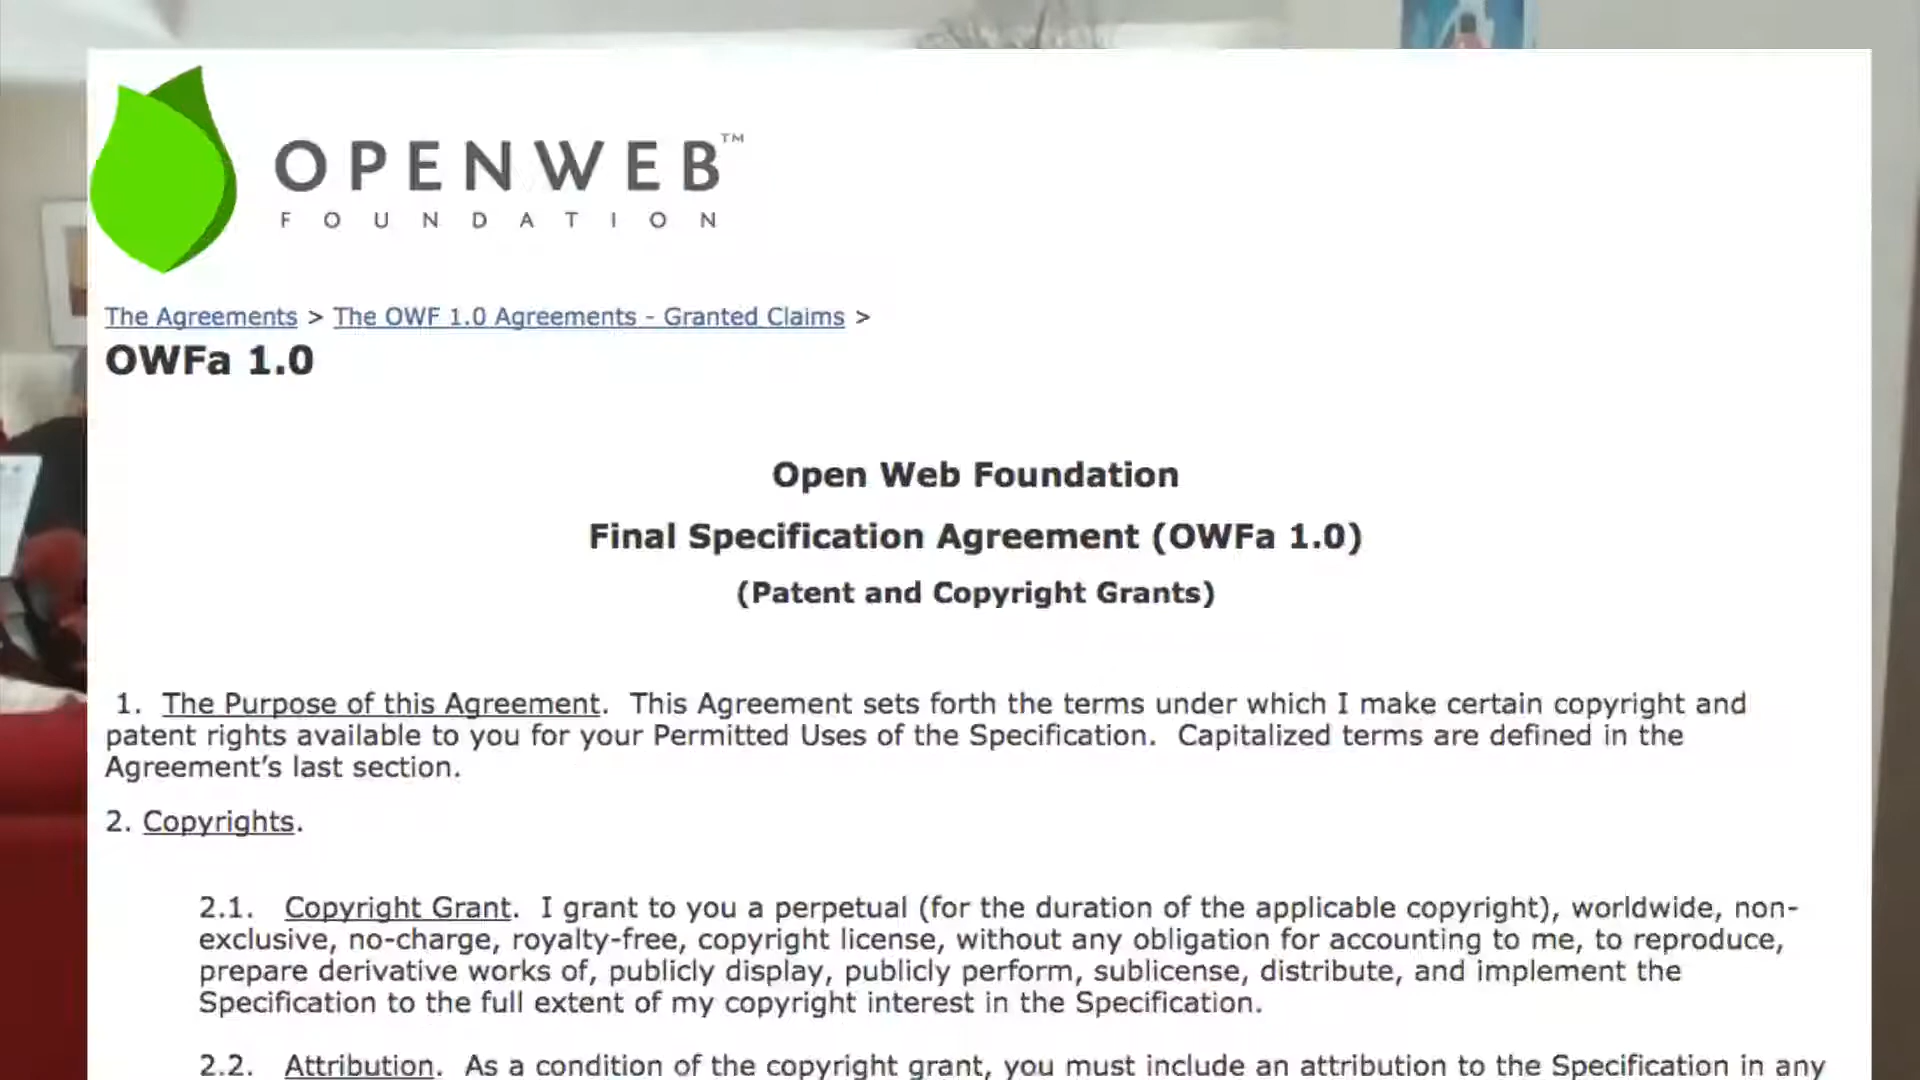 OPENWEB™
FOUNDATION
The Agreements > The OWF 1.0 Agreements - Granted Claims >
OWFa 1.0
Open Web Foundation
Final Specification Agreement (OWFa 1.0)
(Patent and Copyright Grants)
1. The Purpose of this Agreement. This Agreement sets forth the terms under which I make certain copyright and
patent rights available to you for your Permitted Uses of the Specification. Capitalized terms are defined in the
Agreement’s last section.
2. Copyrights.
2.1. Copyright Grant. I grant to you a perpetual (for the duration of the applicable copyright), worldwide, non-
exclusive, no-charge, royalty-free, copyright license, without any obligation for accounting to me, to reproduce,
prepare derivative works of, publicly display, publicly perform, sublicense, distribute, and implement the
Specification to the full extent of my copyright interest in the Specification.
2.2. Attribution. As a condition of the copyright grant, you must include an attribution to the Specification in any